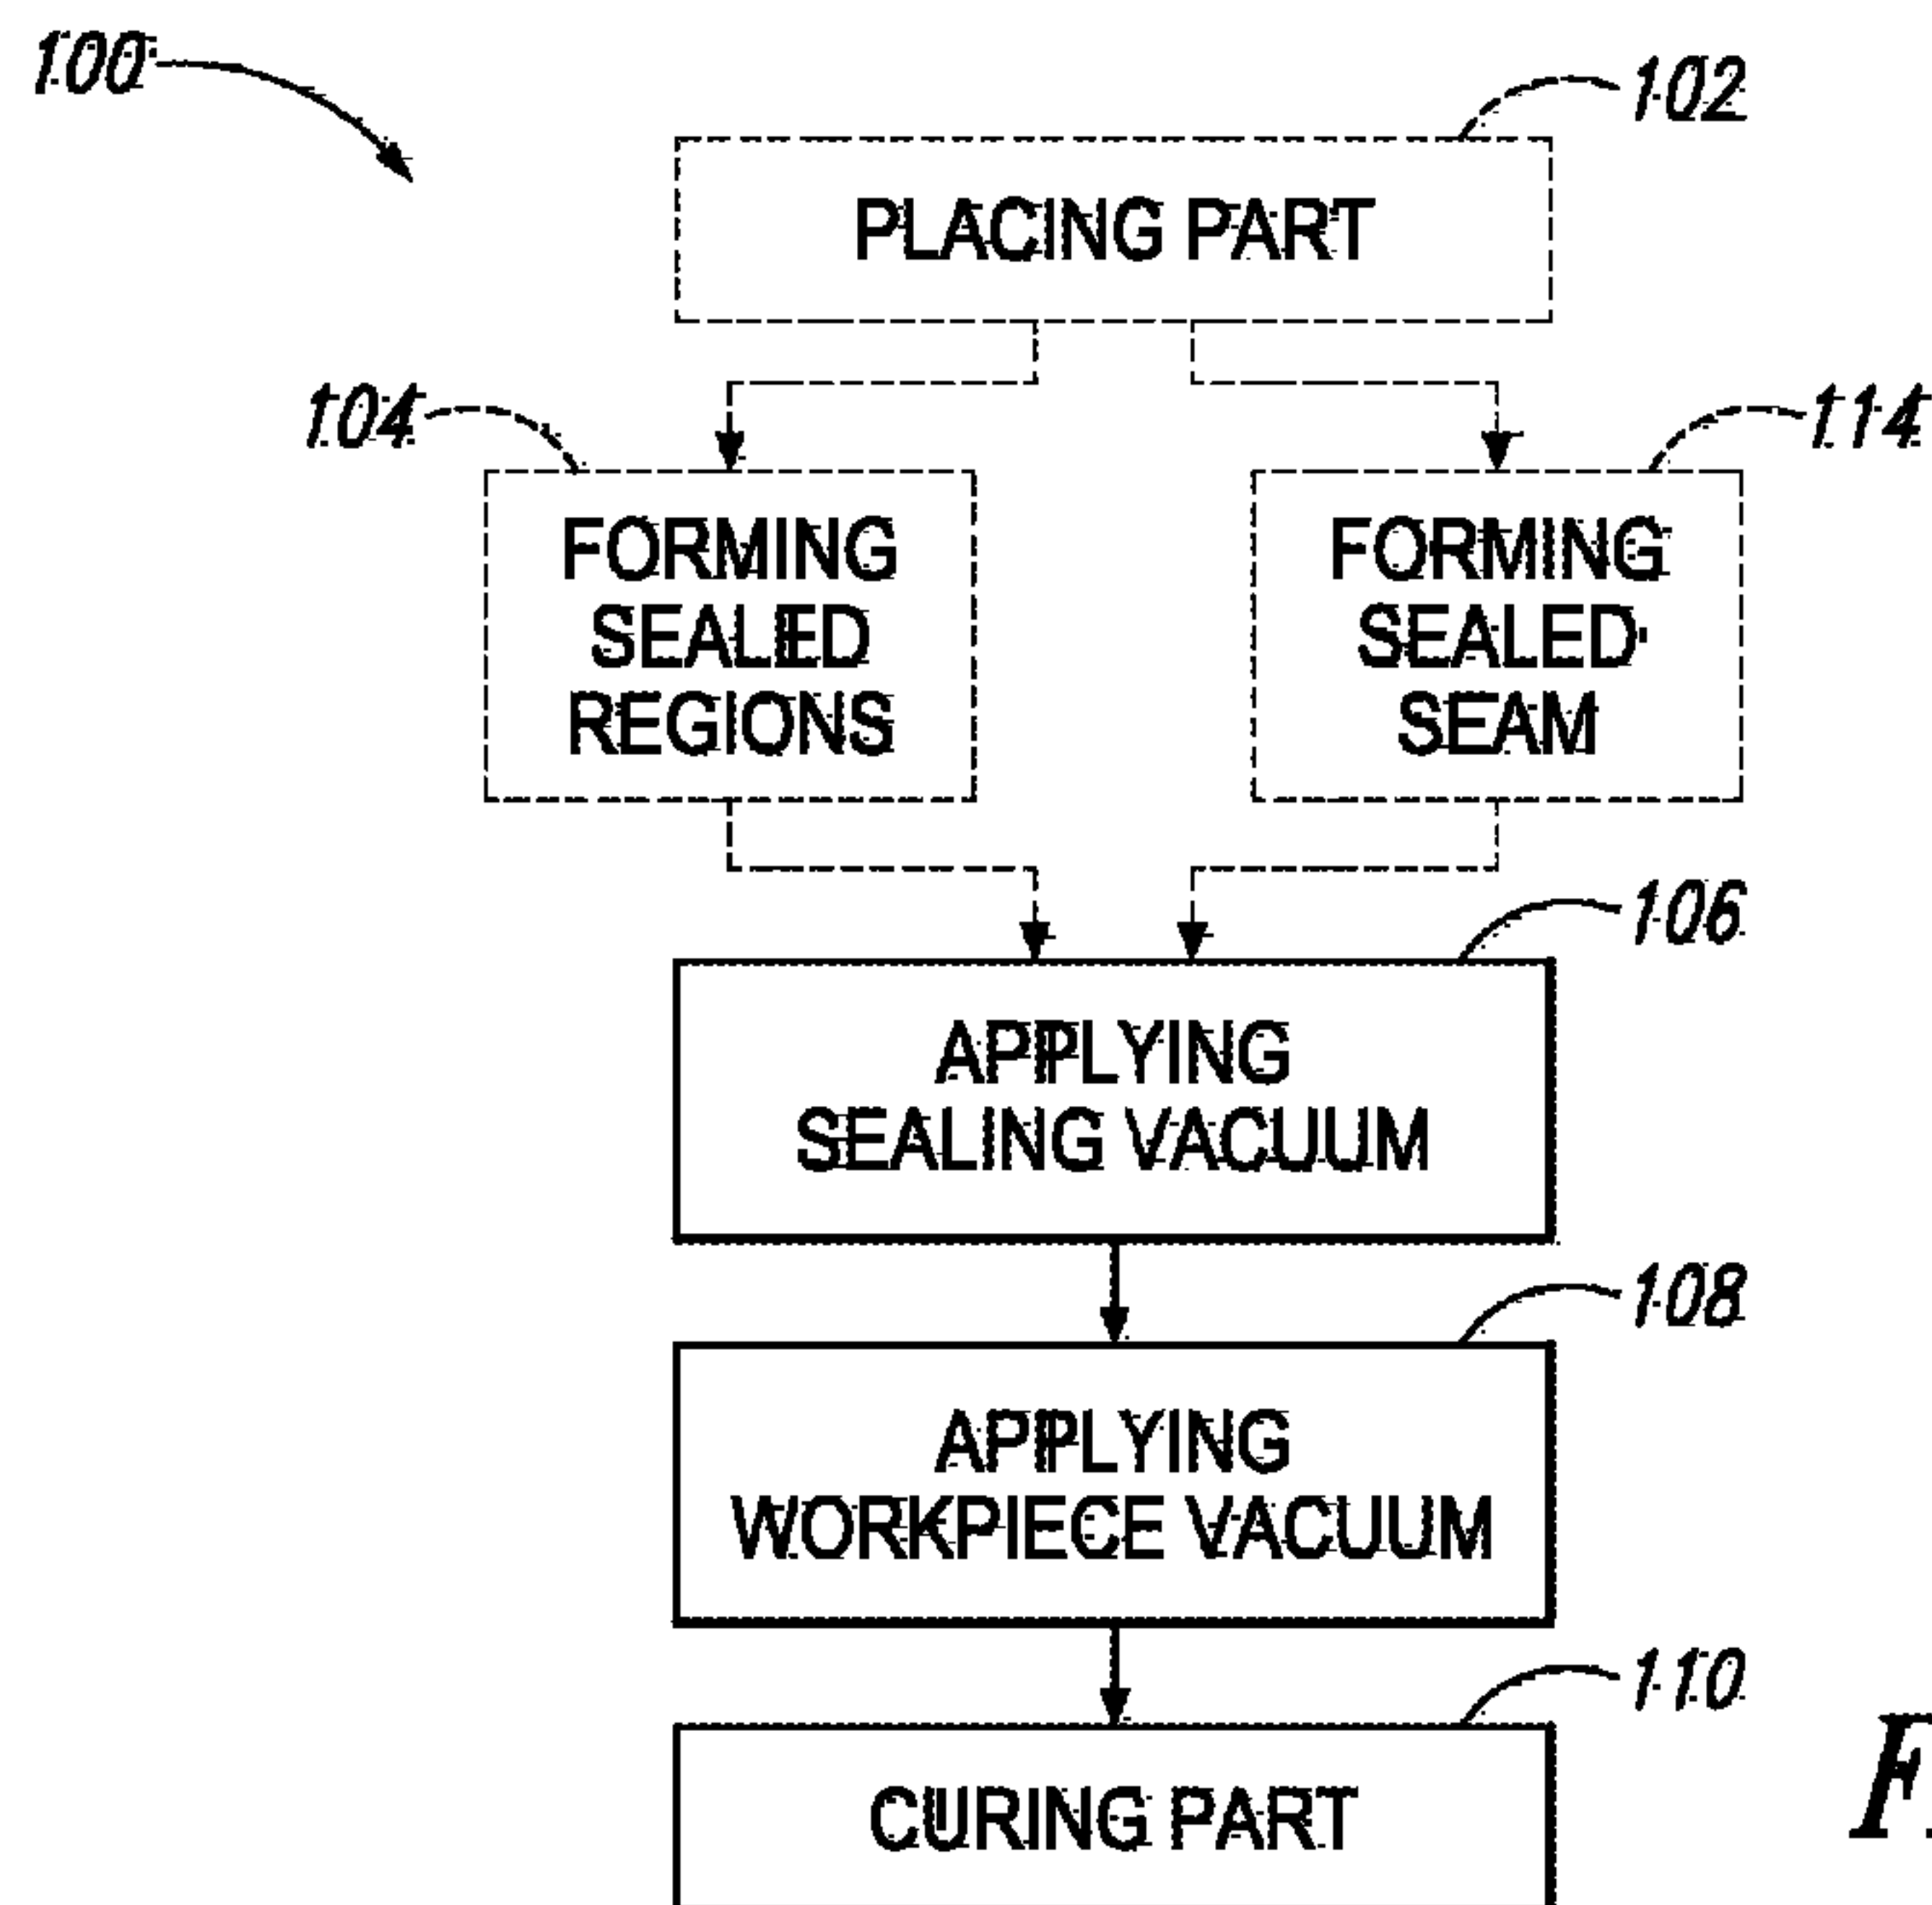 100
102
PLACING PART
104
114
FORMING
SEALED
REGIONS
FORMING
SEALED
SEAM
106
APPLYING
SEALING VACUUM
108
APPLYING
WORKPIECE VACUUM
110
CURING PART